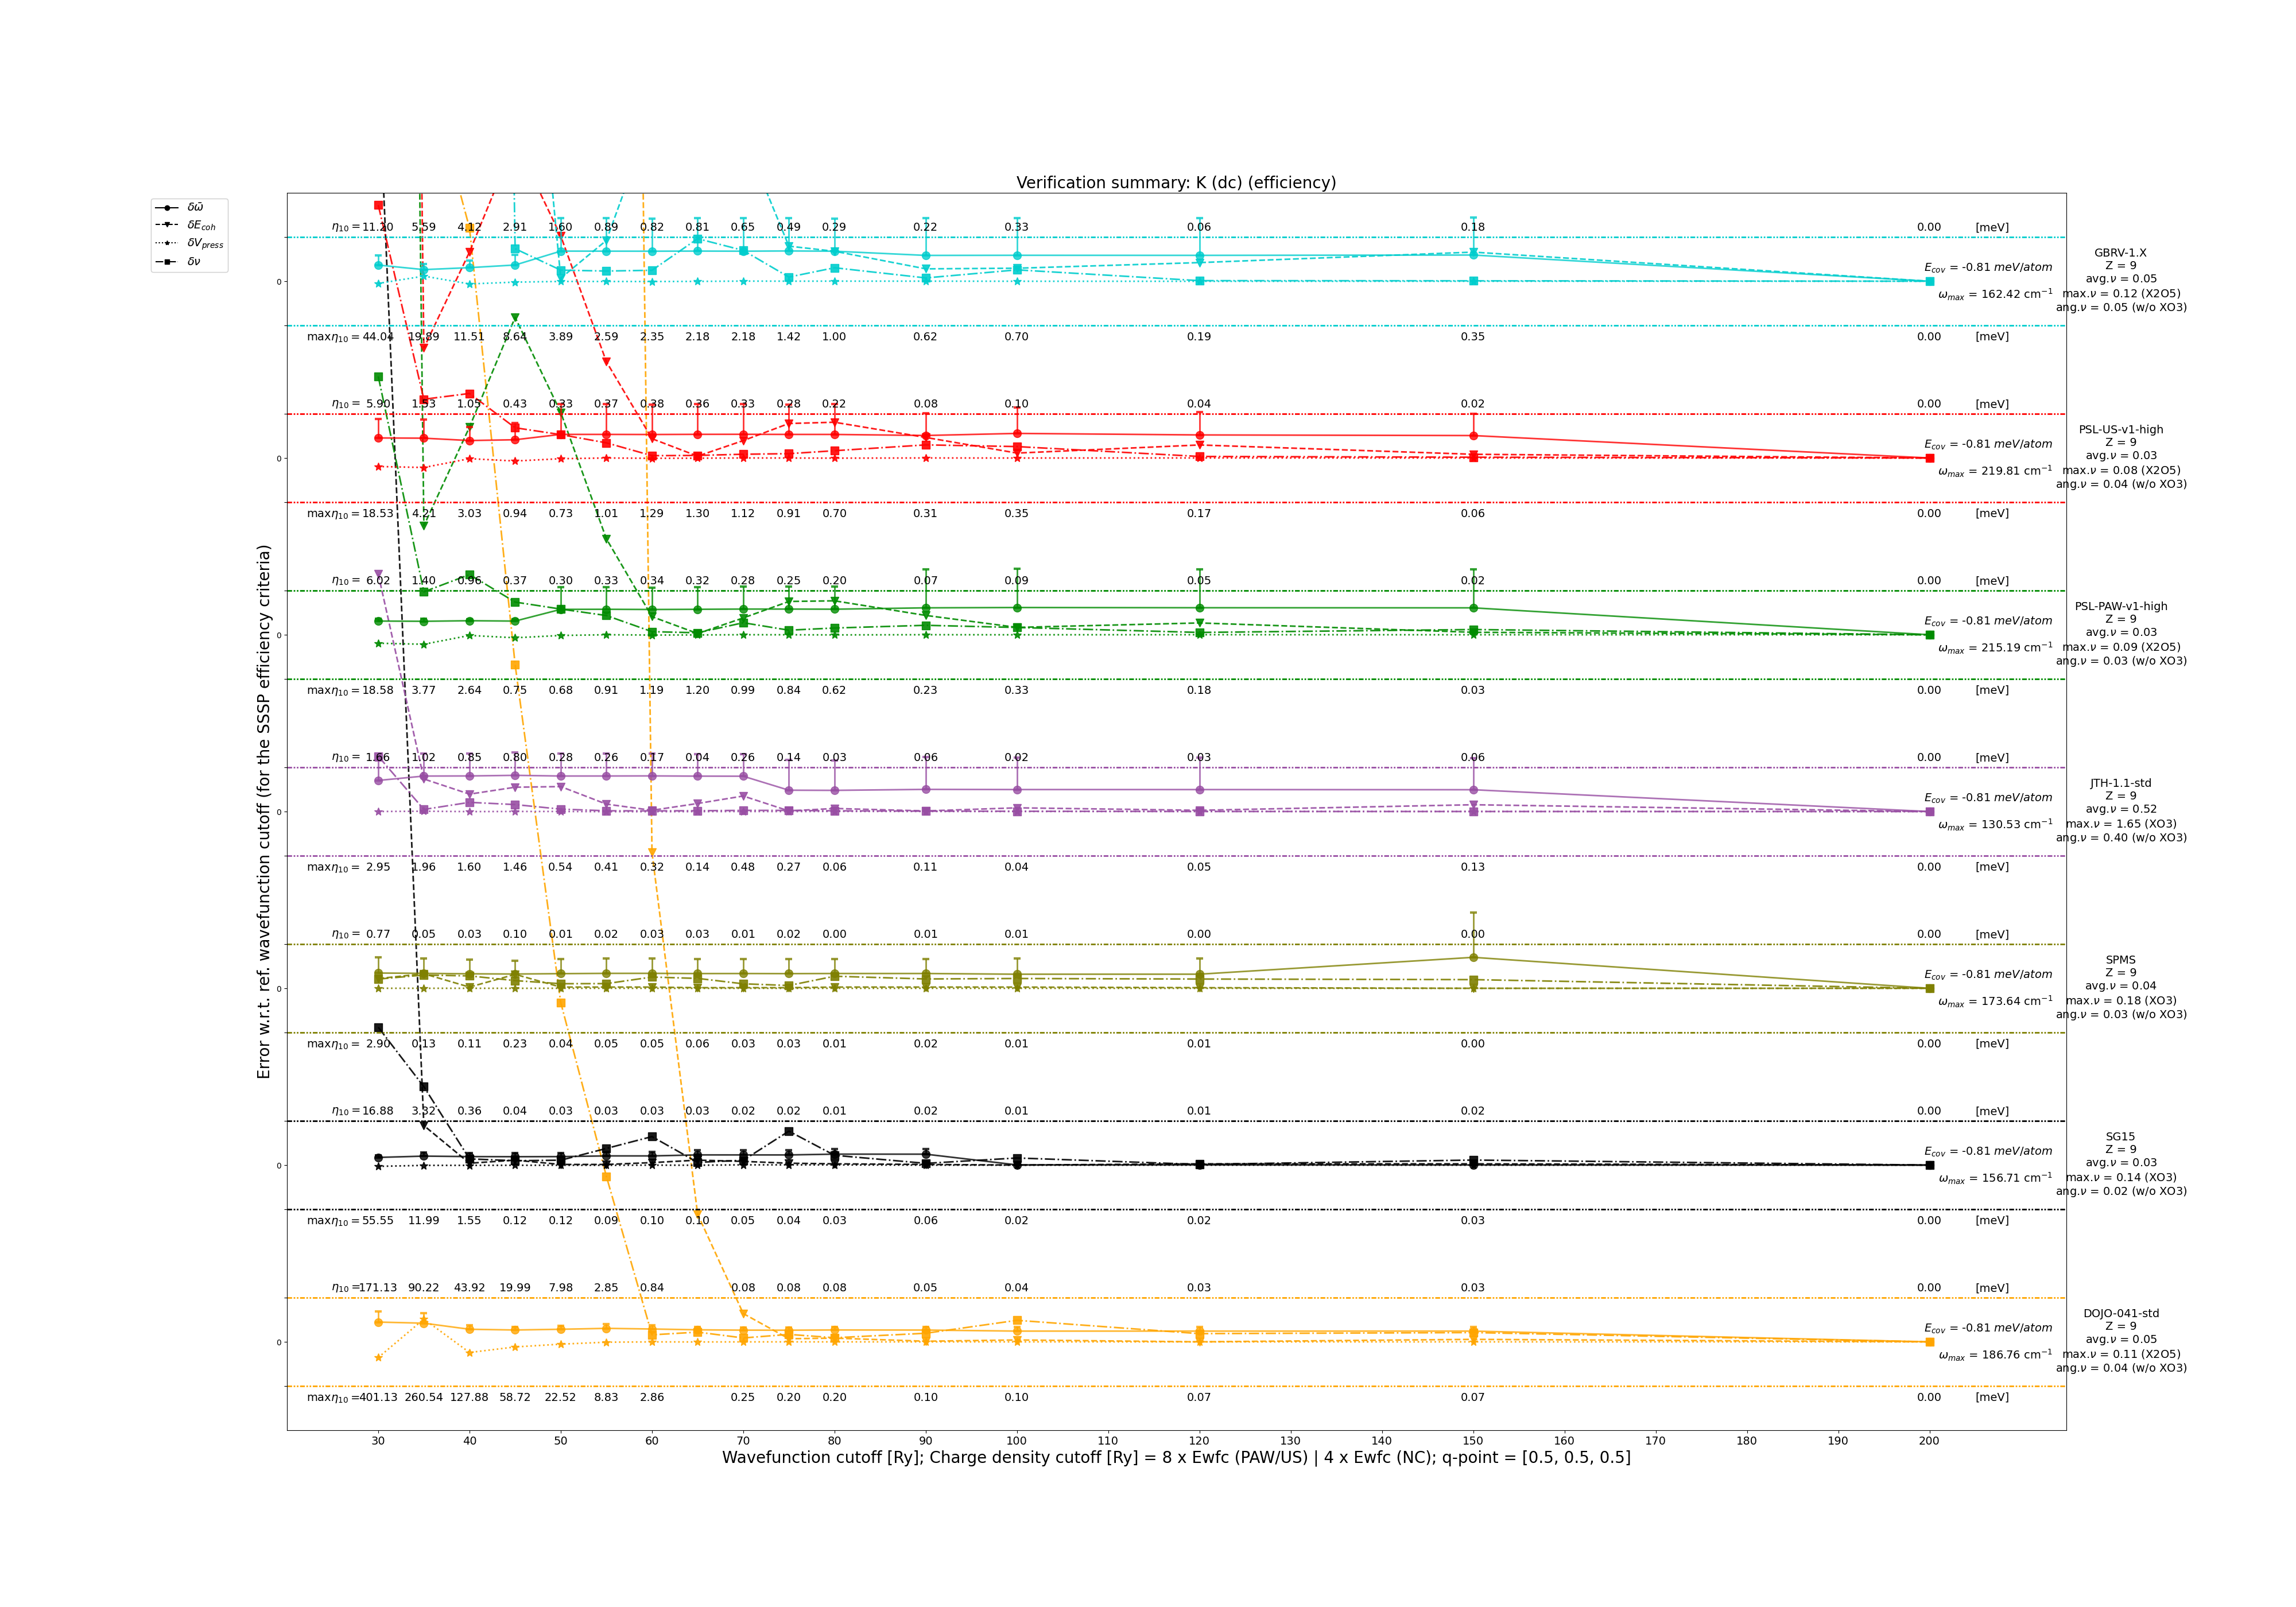 Verification summary: K (dc) (efficiency)
δω̄
δE_coh
δV_press
δν
η₁₀ = 11.20 5.59 4.12 2.91 1.60 0.89 0.82 0.81 0.65 0.49 0.29 0.22 0.33 0.06 0.18 0.00 [meV]
GBRV-1.X
Z = 9
avg.ν = 0.05
max.ν = 0.12 (X2O5)
ang.ν = 0.05 (w/o XO3)
0
E_cov = -0.81 meV/atom
ω_max = 162.42 cm⁻¹
maxη₁₀ = 44.04 19.89 11.51 8.64 3.89 2.59 2.35 2.18 2.18 1.42 1.00 0.62 0.70 0.19 0.35 0.00 [meV]
η₁₀ = 5.90 1.53 1.05 0.43 0.33 0.37 0.38 0.36 0.33 0.28 0.22 0.08 0.10 0.04 0.02 0.00 [meV]
PSL-US-v1-high
Z = 9
avg.ν = 0.03
max.ν = 0.08 (X2O5)
ang.ν = 0.04 (w/o XO3)
0
E_cov = -0.81 meV/atom
ω_max = 219.81 cm⁻¹
maxη₁₀ = 18.53 4.21 3.03 0.94 0.73 1.01 1.29 1.30 1.12 0.91 0.70 0.31 0.35 0.17 0.06 0.00 [meV]
η₁₀ = 6.02 1.40 0.96 0.37 0.30 0.33 0.34 0.32 0.28 0.25 0.20 0.07 0.09 0.05 0.02 0.00 [meV]
PSL-PAW-v1-high
Z = 9
avg.ν = 0.03
max.ν = 0.09 (X2O5)
ang.ν = 0.03 (w/o XO3)
0
E_cov = -0.81 meV/atom
ω_max = 215.19 cm⁻¹
maxη₁₀ = 18.58 3.77 2.64 0.75 0.68 0.91 1.19 1.20 0.99 0.84 0.62 0.23 0.33 0.18 0.03 0.00 [meV]
η₁₀ = 1.66 1.02 0.85 0.80 0.28 0.26 0.17 0.04 0.26 0.14 0.03 0.06 0.02 0.03 0.06 0.00 [meV]
JTH-1.1-std
Z = 9
avg.ν = 0.52
max.ν = 1.65 (XO3)
ang.ν = 0.40 (w/o XO3)
0
E_cov = -0.81 meV/atom
ω_max = 130.53 cm⁻¹
maxη₁₀ = 2.95 1.96 1.60 1.46 0.54 0.41 0.32 0.14 0.48 0.27 0.06 0.11 0.04 0.05 0.13 0.00 [meV]
η₁₀ = 0.77 0.05 0.03 0.10 0.01 0.02 0.03 0.03 0.01 0.02 0.00 0.01 0.01 0.00 0.00 0.00 [meV]
SPMS
Z = 9
avg.ν = 0.04
max.ν = 0.18 (XO3)
ang.ν = 0.03 (w/o XO3)
0
E_cov = -0.81 meV/atom
ω_max = 173.64 cm⁻¹
maxη₁₀ = 2.90 0.13 0.11 0.23 0.04 0.05 0.05 0.06 0.03 0.03 0.01 0.02 0.01 0.01 0.00 0.00 [meV]
η₁₀ = 16.88 3.32 0.36 0.04 0.03 0.03 0.03 0.03 0.02 0.02 0.01 0.02 0.01 0.01 0.02 0.00 [meV]
SG15
Z = 9
avg.ν = 0.03
max.ν = 0.14 (XO3)
ang.ν = 0.02 (w/o XO3)
0
E_cov = -0.81 meV/atom
ω_max = 156.71 cm⁻¹
maxη₁₀ = 55.55 11.99 1.55 0.12 0.12 0.09 0.10 0.10 0.05 0.04 0.03 0.06 0.02 0.02 0.03 0.00 [meV]
η₁₀ = 171.13 90.22 43.92 19.99 7.98 2.85 0.84 0.08 0.08 0.08 0.05 0.04 0.03 0.03 0.00 [meV]
DOJO-041-std
Z = 9
avg.ν = 0.05
max.ν = 0.11 (X2O5)
ang.ν = 0.04 (w/o XO3)
0
E_cov = -0.81 meV/atom
ω_max = 186.76 cm⁻¹
maxη₁₀ = 401.13 260.54 127.88 58.72 22.52 8.83 2.86 0.25 0.20 0.20 0.10 0.10 0.07 0.07 0.00 [meV]
30 40 50 60 70 80 90 100 110 120 130 140 150 160 170 180 190 200
Wavefunction cutoff [Ry]; Charge density cutoff [Ry] = 8 x Ewfc (PAW/US) | 4 x Ewfc (NC); q-point = [0.5, 0.5, 0.5]
Error w.r.t. ref. wavefunction cutoff (for the SSSP efficiency criteria)